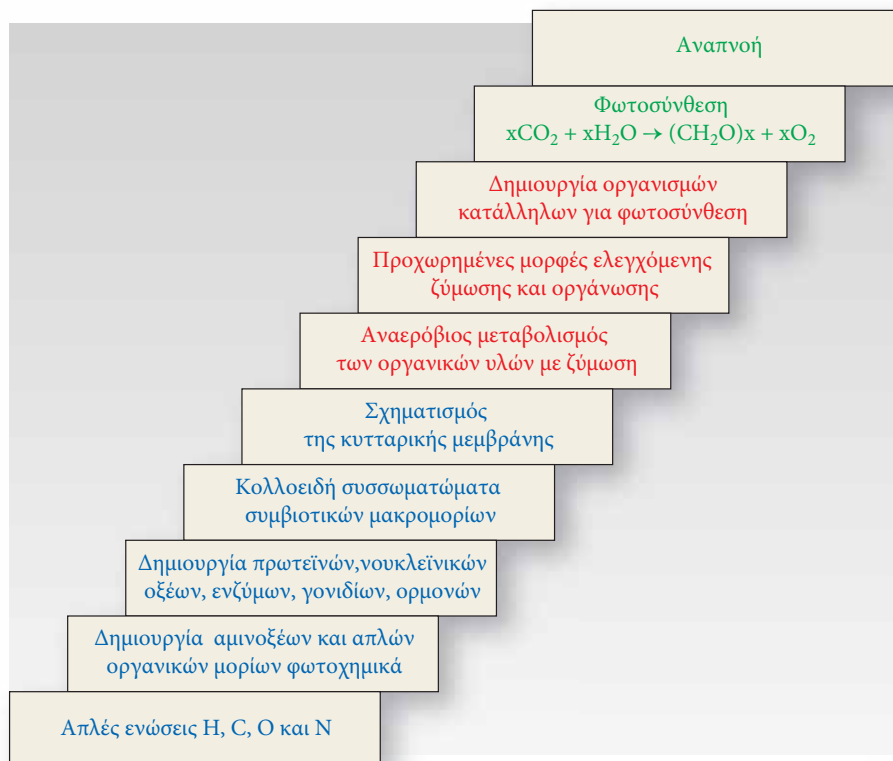 Αναπνοή
Φωτοσύνθεση
xCO₂ + xH₂O → (CH₂O)x + xO₂
Δημιουργία οργανισμών
κατάλληλων για φωτοσύνθεση
Προχωρημένες μορφές ελεγχόμενης
ζύμωσης και οργάνωσης
Αναερόβιος μεταβολισμός
των οργανικών υλών με ζύμωση
Σχηματισμός
της κυτταρικής μεμβράνης
Κολλοειδή συσσωματώματα
συμβιοτικών μακρομορίων
Δημιουργία πρωτεϊνών,νουκλεϊνικών
οξέων, ενζύμων, γονιδίων, ορμονών
Δημιουργία αμινοξέων και απλών
οργανικών μορίων φωτοχημικά
Απλές ενώσεις H, C, O και N